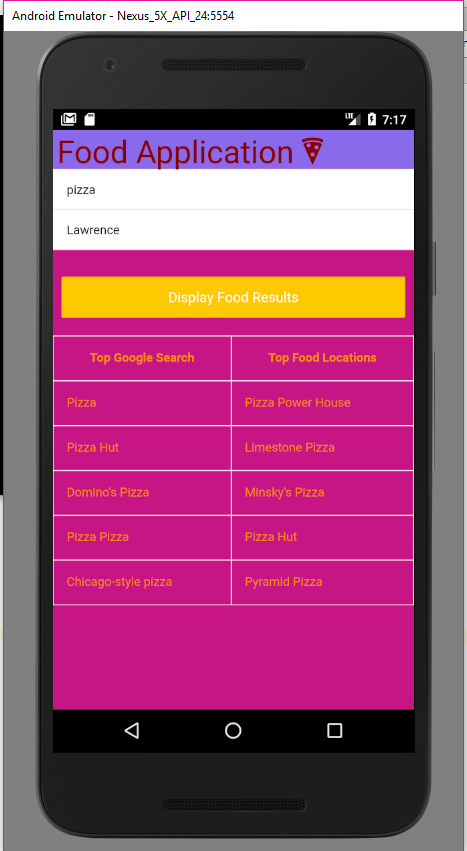 Android Emulator - Nexus_5X_API_24:5554
LTE 7:17
Food Application
pizza
Lawrence
Display Food Results
Top Google Search Top Food Locations
Pizza Pizza Power House
Pizza Hut Limestone Pizza
Domino's Pizza Minsky's Pizza
Pizza Pizza Pizza Hut
Chicago-style pizza Pyramid Pizza